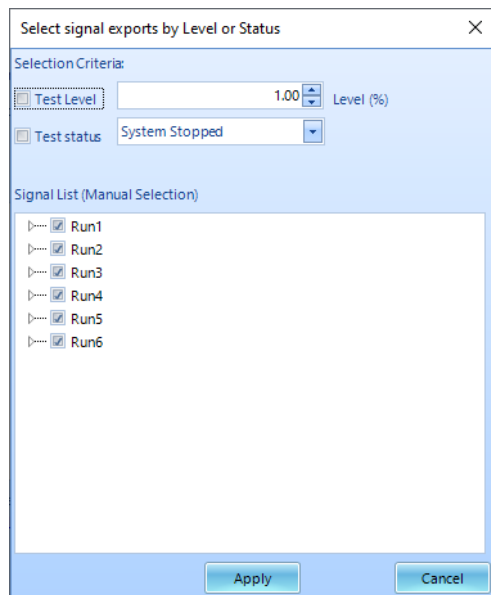 Select signal exports by Level or Status
Selection Criteria:
Test Level 1.00 Level (%)
Test status System Stopped
Signal List (Manual Selection)
Run1
Run2
Run3
Run4
Run5
Run6
Apply Cancel